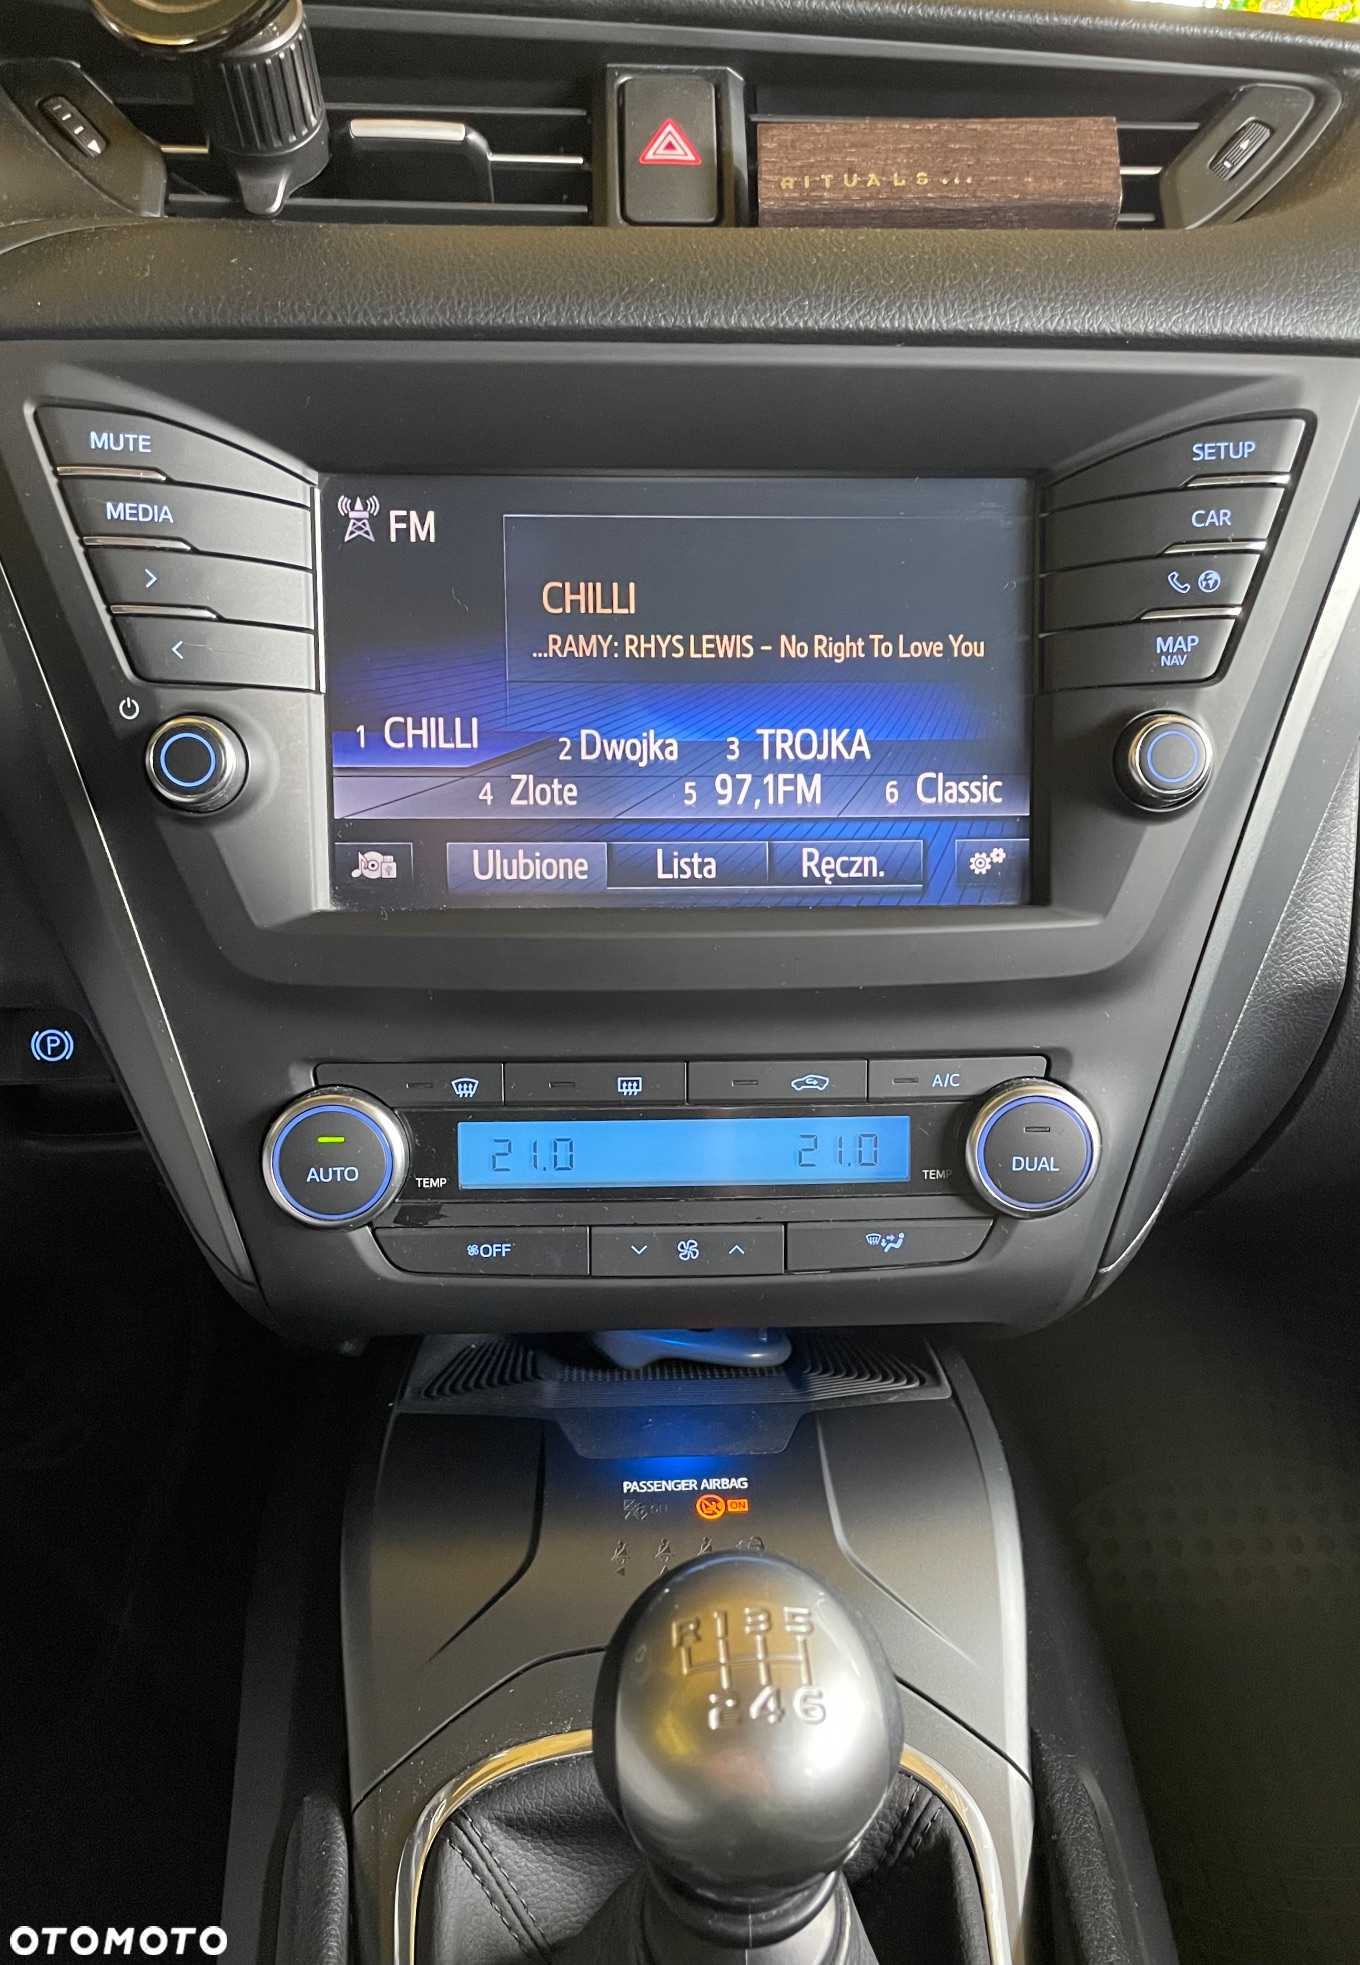 RITUALS...
MUTE
MEDIA
SETUP
CAR
MAP
NAV
FM
CHILLI
...RAMY: RHYS LEWIS – No Right To Love You
1 CHILLI
2 Dwojka
3 TROJKA
4 Zlote
5 97,1FM
6 Classic
Ulubione
Lista
Ręczn.
P
A/C
AUTO
TEMP
21.0
21.0
TEMP
DUAL
OFF
PASSENGER AIRBAG
ON
R 1 3 5
2 4 6
OTOMOTO